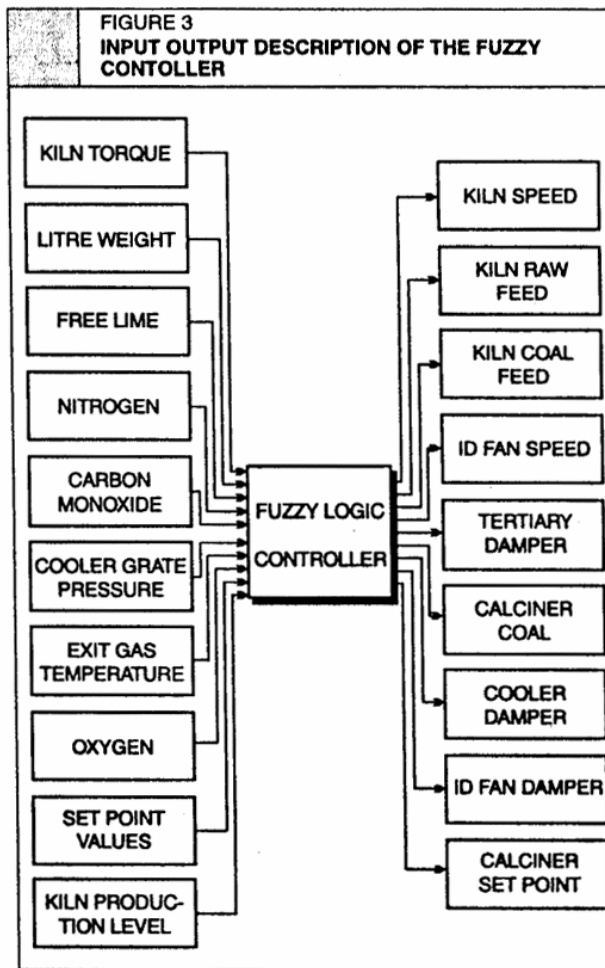 FIGURE 3
INPUT OUTPUT DESCRIPTION OF THE FUZZY
CONTOLLER
KILN TORQUE
LITRE WEIGHT
FREE LIME
NITROGEN
CARBON
MONOXIDE
COOLER GRATE
PRESSURE
EXIT GAS
TEMPERATURE
OXYGEN
SET POINT
VALUES
KILN PRODUC-
TION LEVEL
FUZZY LOGIC
CONTROLLER
KILN SPEED
KILN RAW
FEED
KILN COAL
FEED
ID FAN SPEED
TERTIARY
DAMPER
CALCINER
COAL
COOLER
DAMPER
ID FAN DAMPER
CALCINER
SET POINT